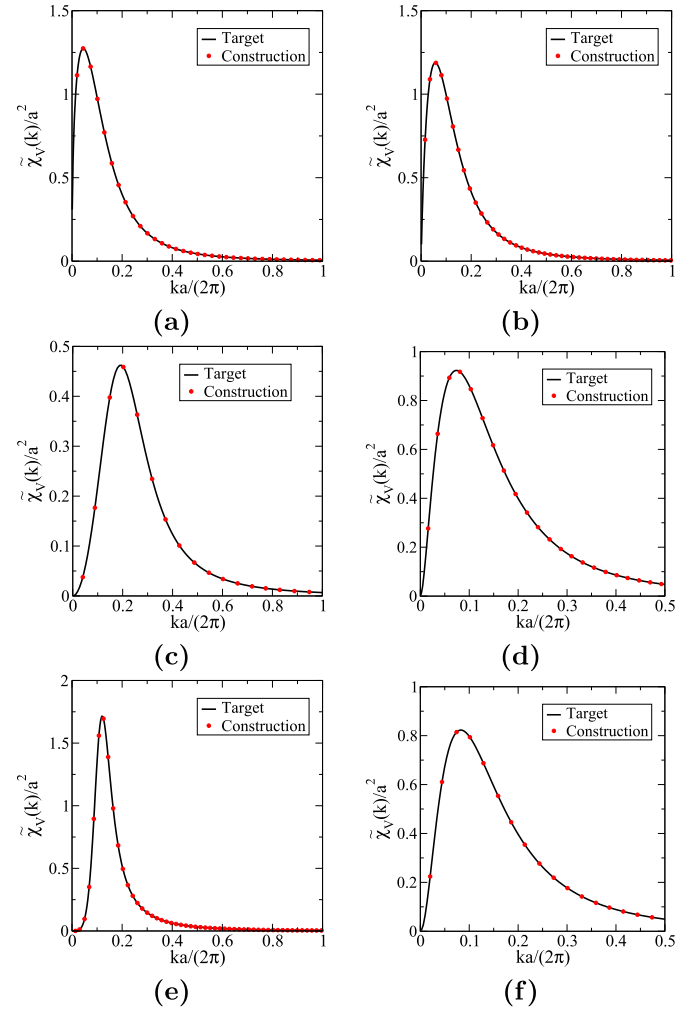 1.5
1
0.5
0
χ̃_V(k)/a²
Target
Construction
0 0.2 0.4 0.6 0.8 1
ka/(2π)
(a)
1.5
1
0.5
0
χ̃_V(k)/a²
Target
Construction
0 0.2 0.4 0.6 0.8 1
ka/(2π)
(b)
0.5
0.4
0.3
0.2
0.1
0
χ̃_V(k)/a²
Target
Construction
0 0.2 0.4 0.6 0.8 1
ka/(2π)
(c)
1
0.8
0.6
0.4
0.2
0
χ̃_V(k)/a²
Target
Construction
0 0.1 0.2 0.3 0.4 0.5
ka/(2π)
(d)
2
1.5
1
0.5
0
χ̃_V(k)/a²
Target
Construction
0 0.2 0.4 0.6 0.8 1
ka/(2π)
(e)
1
0.8
0.6
0.4
0.2
0
χ̃_V(k)/a²
Target
Construction
0 0.1 0.2 0.3 0.4 0.5
ka/(2π)
(f)